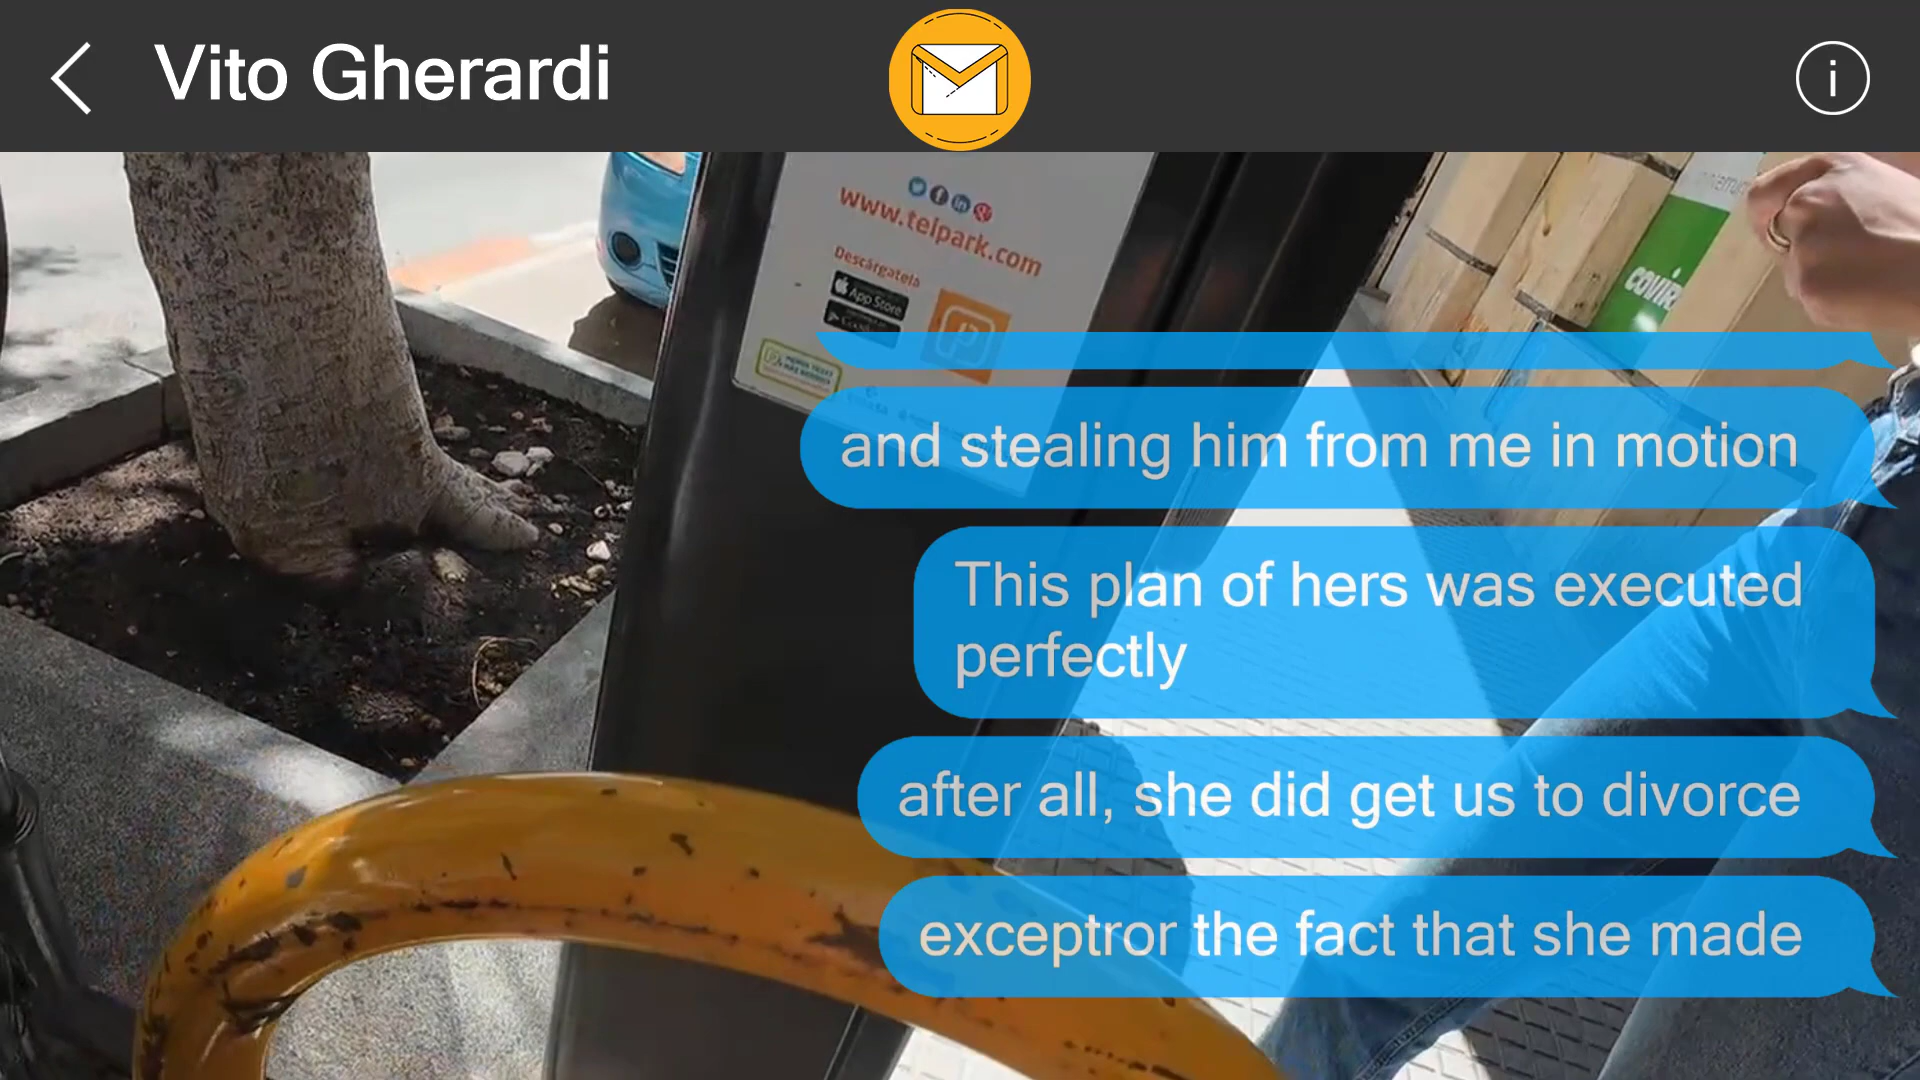 Vito Gherardi
www.telpark.com
Descárgatela
App Store
and stealing him from me in motion
This plan of hers was executed
perfectly
after all, she did get us to divorce
exceptror the fact that she made